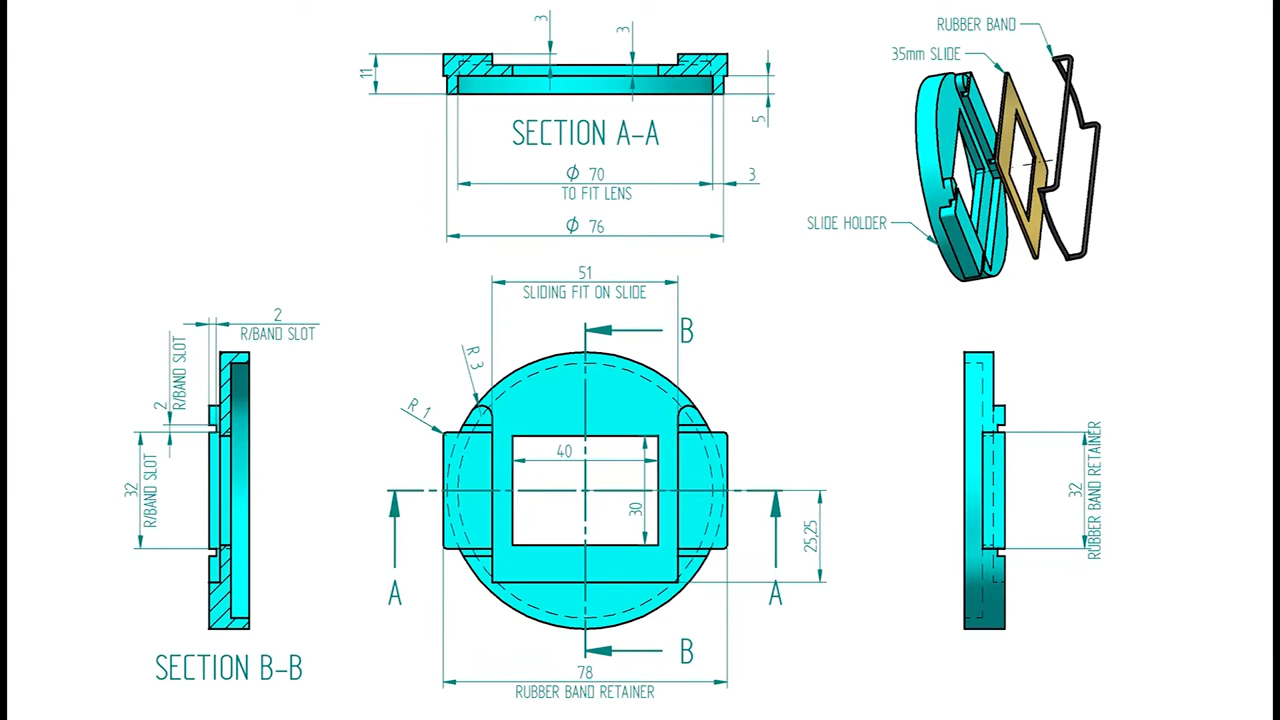 3
3
11
5
SECTION A-A
Ø 70
TO FIT LENS
3
Ø 76
RUBBER BAND
35mm SLIDE
SLIDE HOLDER
51
SLIDING FIT ON SLIDE
2
R/BAND SLOT
2
R/BAND SLOT
32
R/BAND SLOT
SECTION B-B
B
R 3
R 1
40
30
25,25
A
A
B
78
RUBBER BAND RETAINER
32
RUBBER BAND RETAINER